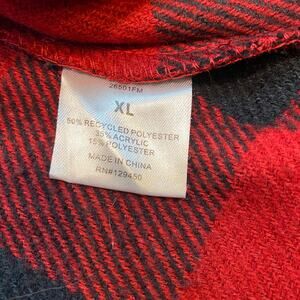 26501FM
XL
50% RECYCLED POLYESTER
35% ACRYLIC
15% POLYESTER
MADE IN CHINA
RN#129450